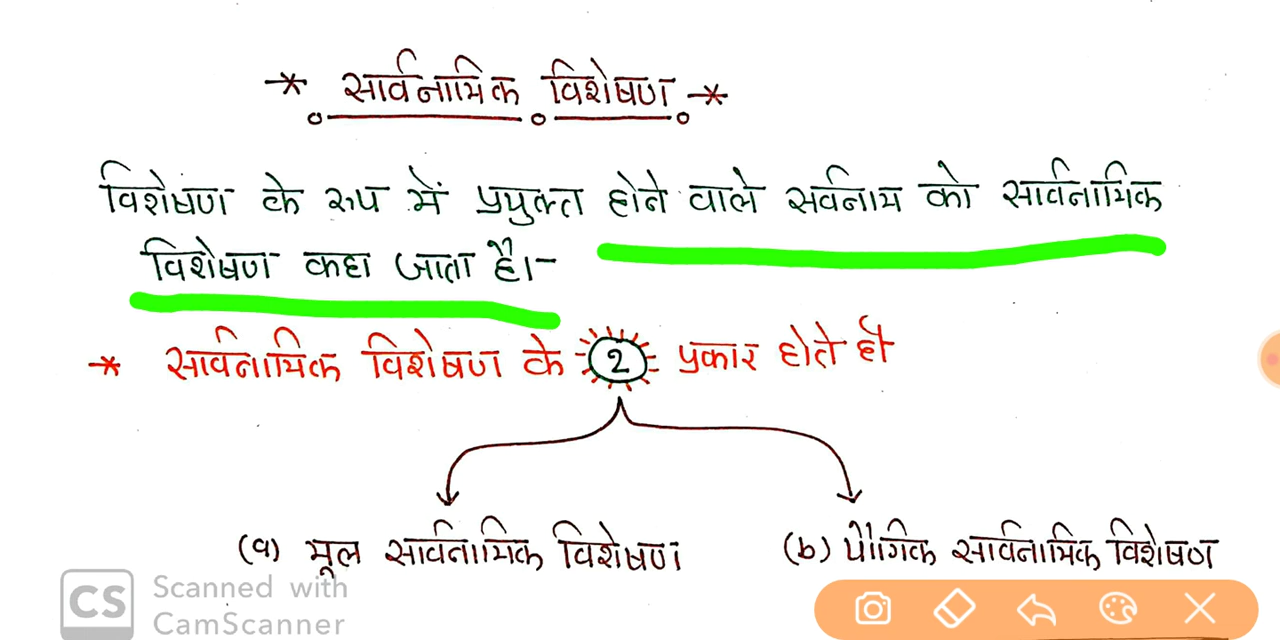 * सार्वनामिक विशेषण *
विशेषण के रूप में प्रयुक्त होने वाले सर्वनाम को सार्वनामिक
विशेषण कहा जाता है।-
* सार्वनामिक विशेषण के 2 प्रकार होते हैं
(a) मूल सार्वनामिक विशेषण (b) यौगिक सार्वनामिक विशेषण
CS Scanned with
CamScanner